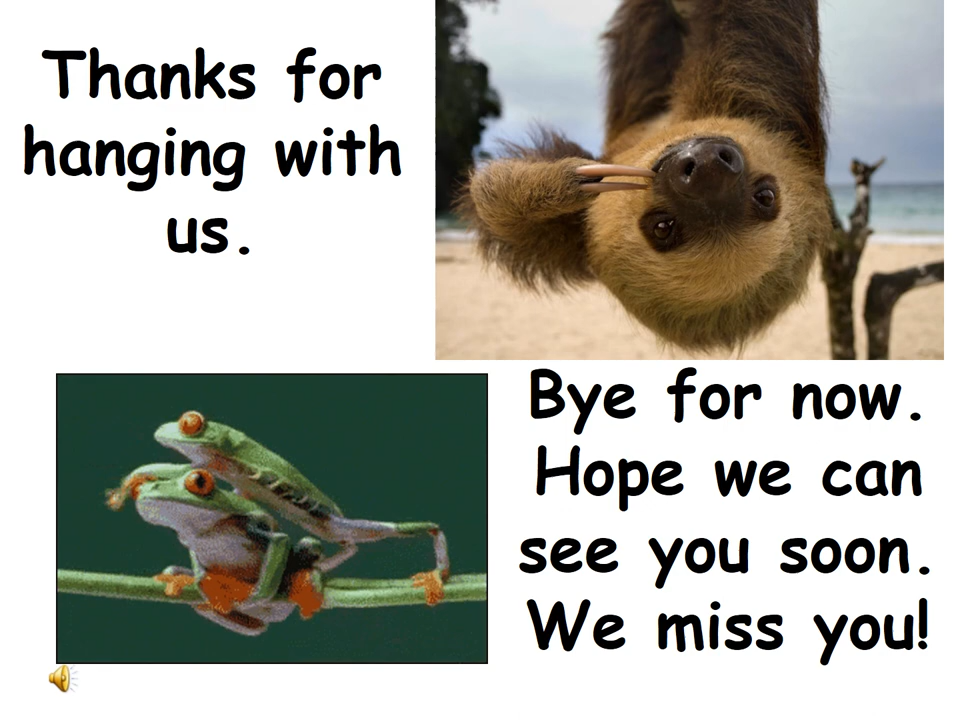 Thanks for
hanging with
us.
Bye for now.
Hope we can
see you soon.
We miss you!